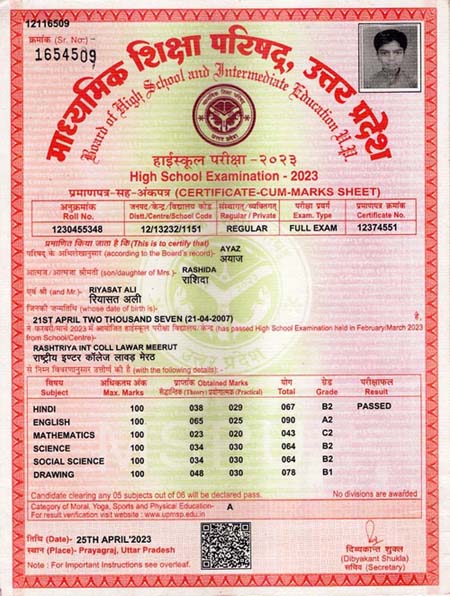 12116509
क्रमांक (Sr. No:) -
1654509
माध्यमिक शिक्षा परिषद, उत्तर प्रदेश
Board of High School and Intermediate Education U.P.
हाईस्कूल परीक्षा -२०२३
High School Examination - 2023
प्रमाणपत्र-सह-अंकपत्र (CERTIFICATE-CUM-MARKS SHEET)
अनुक्रमांक जनपद/केन्द्र/विद्यालय कोड संस्थागत/व्यक्तिगत परीक्षा प्रवर्ग प्रमाणपत्र क्रमांक
Roll No. Distt./Centre/School Code Regular / Private Exam. Type Certificate No.
1230455348 12/13232/1151 REGULAR FULL EXAM 12374551
प्रमाणित किया जाता है कि(This is to certify that)
परिषद के अभिलेखानुसार (according to the Board's record)- AYAZ
अयाज
आत्मज/ आत्मजा श्रीमती (son/daughter of Mrs )- RASHIDA
राशिदा
एवं श्री (and Mr)- RIYASAT ALI
रियासत अली
जिनकी जन्मतिथि (whose date of birth is)-
21ST APRIL TWO THOUSAND SEVEN (21-04-2007) है,
ने फरवरी/मार्च 2023 में आयोजित हाईस्कूल परीक्षा विद्यालय/केन्द्र (has passed High School Examination held in February/March 2023
from School/Centre)-
RASHTRIYA INT COLL LAWAR MEERUT
राष्ट्रीय इण्टर कॉलेज लावड़ मेरठ
से निम्न विवरणानुसार उत्तीर्ण की है (with the following details): -
विषय अधिकतम अंक प्राप्तांक Obtained Marks योग ग्रेड परीक्षाफल
Subject Max. Marks सैद्धान्तिक (Theory) प्रयोगात्मक (Practical) Total Grade Result
HINDI 100 038 029 067 B2 PASSED
ENGLISH 100 065 025 090 A2
MATHEMATICS 100 023 020 043 C2
SCIENCE 100 034 030 064 B2
SOCIAL SCIENCE 100 034 030 064 B2
DRAWING 100 048 030 078 B1
Candidate clearing any 05 subjects out of 06 will be declared pass. No divisions are awarded
Category of Moral, Yoga, Sports and Physical Education- A
For result verification visit website : www.upmsp.edu.in
तिथि (Date)- 25TH APRIL'2023
स्थान (Place)- Prayagraj, Uttar Pradesh
Note : For Important Instructions see overleaf.
दिव्यकान्त शुक्ल
(Dibyakant Shukla)
सचिव (Secretary)